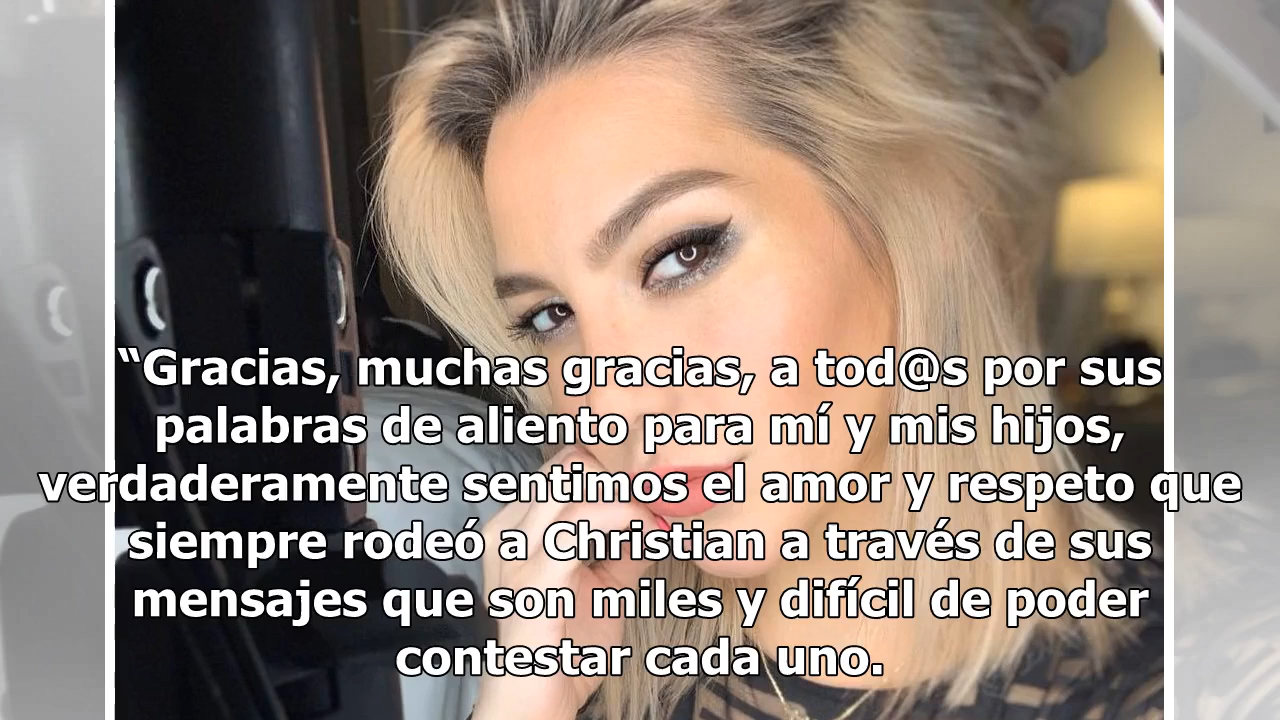 “Gracias, muchas gracias, a tod@s por sus
palabras de aliento para mí y mis hijos,
verdaderamente sentimos el amor y respeto que
siempre rodeó a Christian a través de sus
mensajes que son miles y difícil de poder
contestar cada uno.